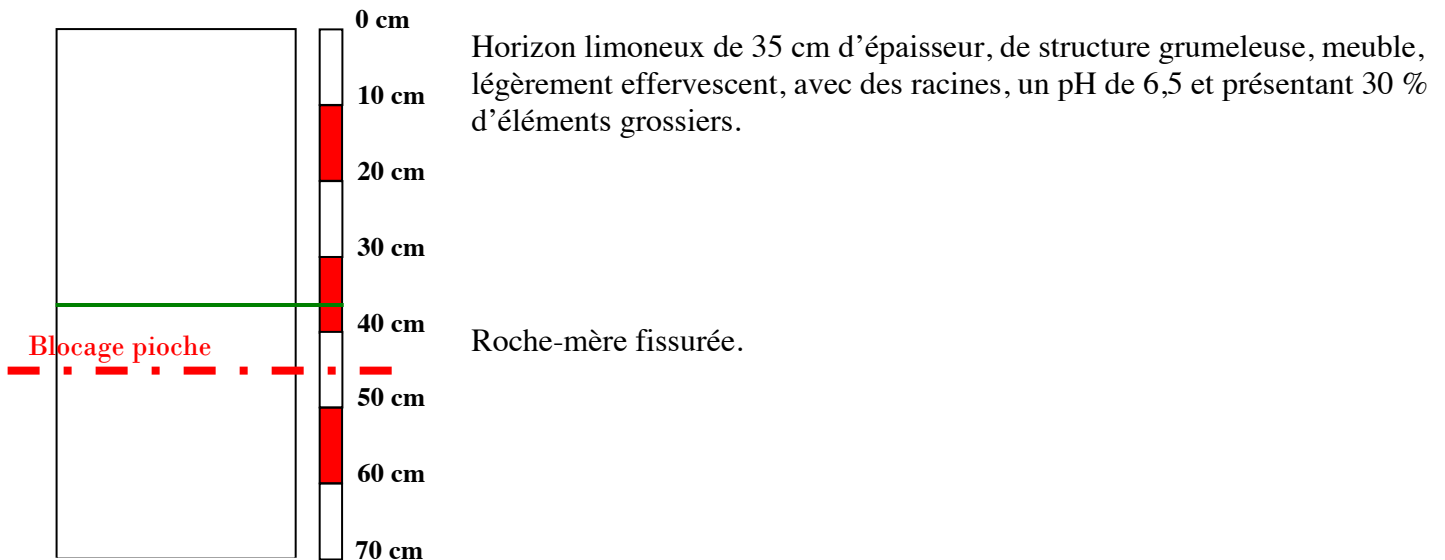 0 cm
Horizon limoneux de 35 cm d’épaisseur, de structure grumeleuse, meuble,
légèrement effervescent, avec des racines, un pH de 6,5 et présentant 30 %
d’éléments grossiers.
10 cm
20 cm
30 cm
40 cm
Blocage pioche
Roche-mère fissurée.
50 cm
60 cm
70 cm